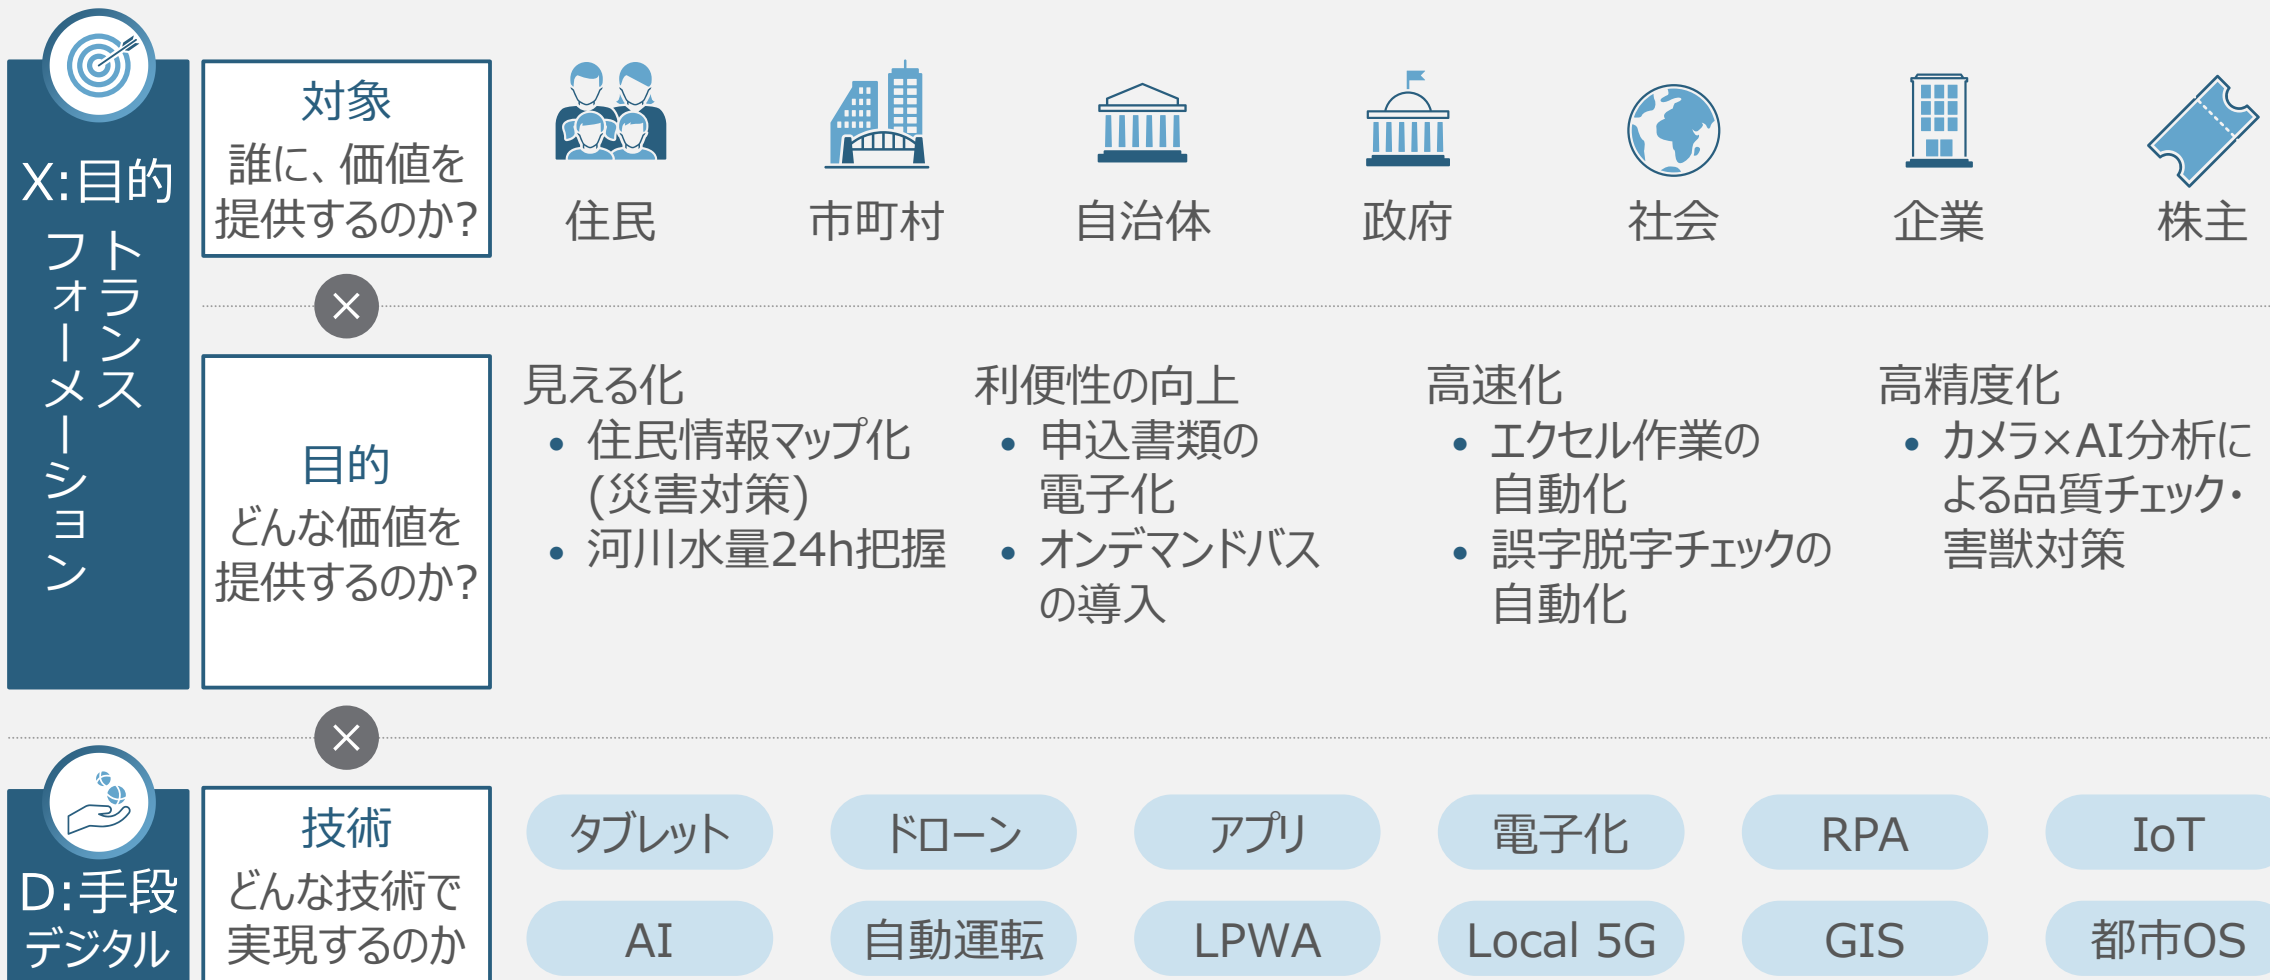 X:目的
トランス
フォーメーション
対象
誰に、価値を
提供するのか?
住民
市町村
自治体
政府
社会
企業
株主
×
目的
どんな価値を
提供するのか?
見える化
• 住民情報マップ化
(災害対策)
• 河川水量24h把握
利便性の向上
• 申込書類の
電子化
• オンデマンドバス
の導入
高速化
• エクセル作業の
自動化
• 誤字脱字チェックの
自動化
高精度化
• カメラ×AI分析に
よる品質チェック・
害獣対策
×
D:手段
デジタル
技術
どんな技術で
実現するのか
タブレット
ドローン
アプリ
電子化
RPA
IoT
AI
自動運転
LPWA
Local 5G
GIS
都市OS